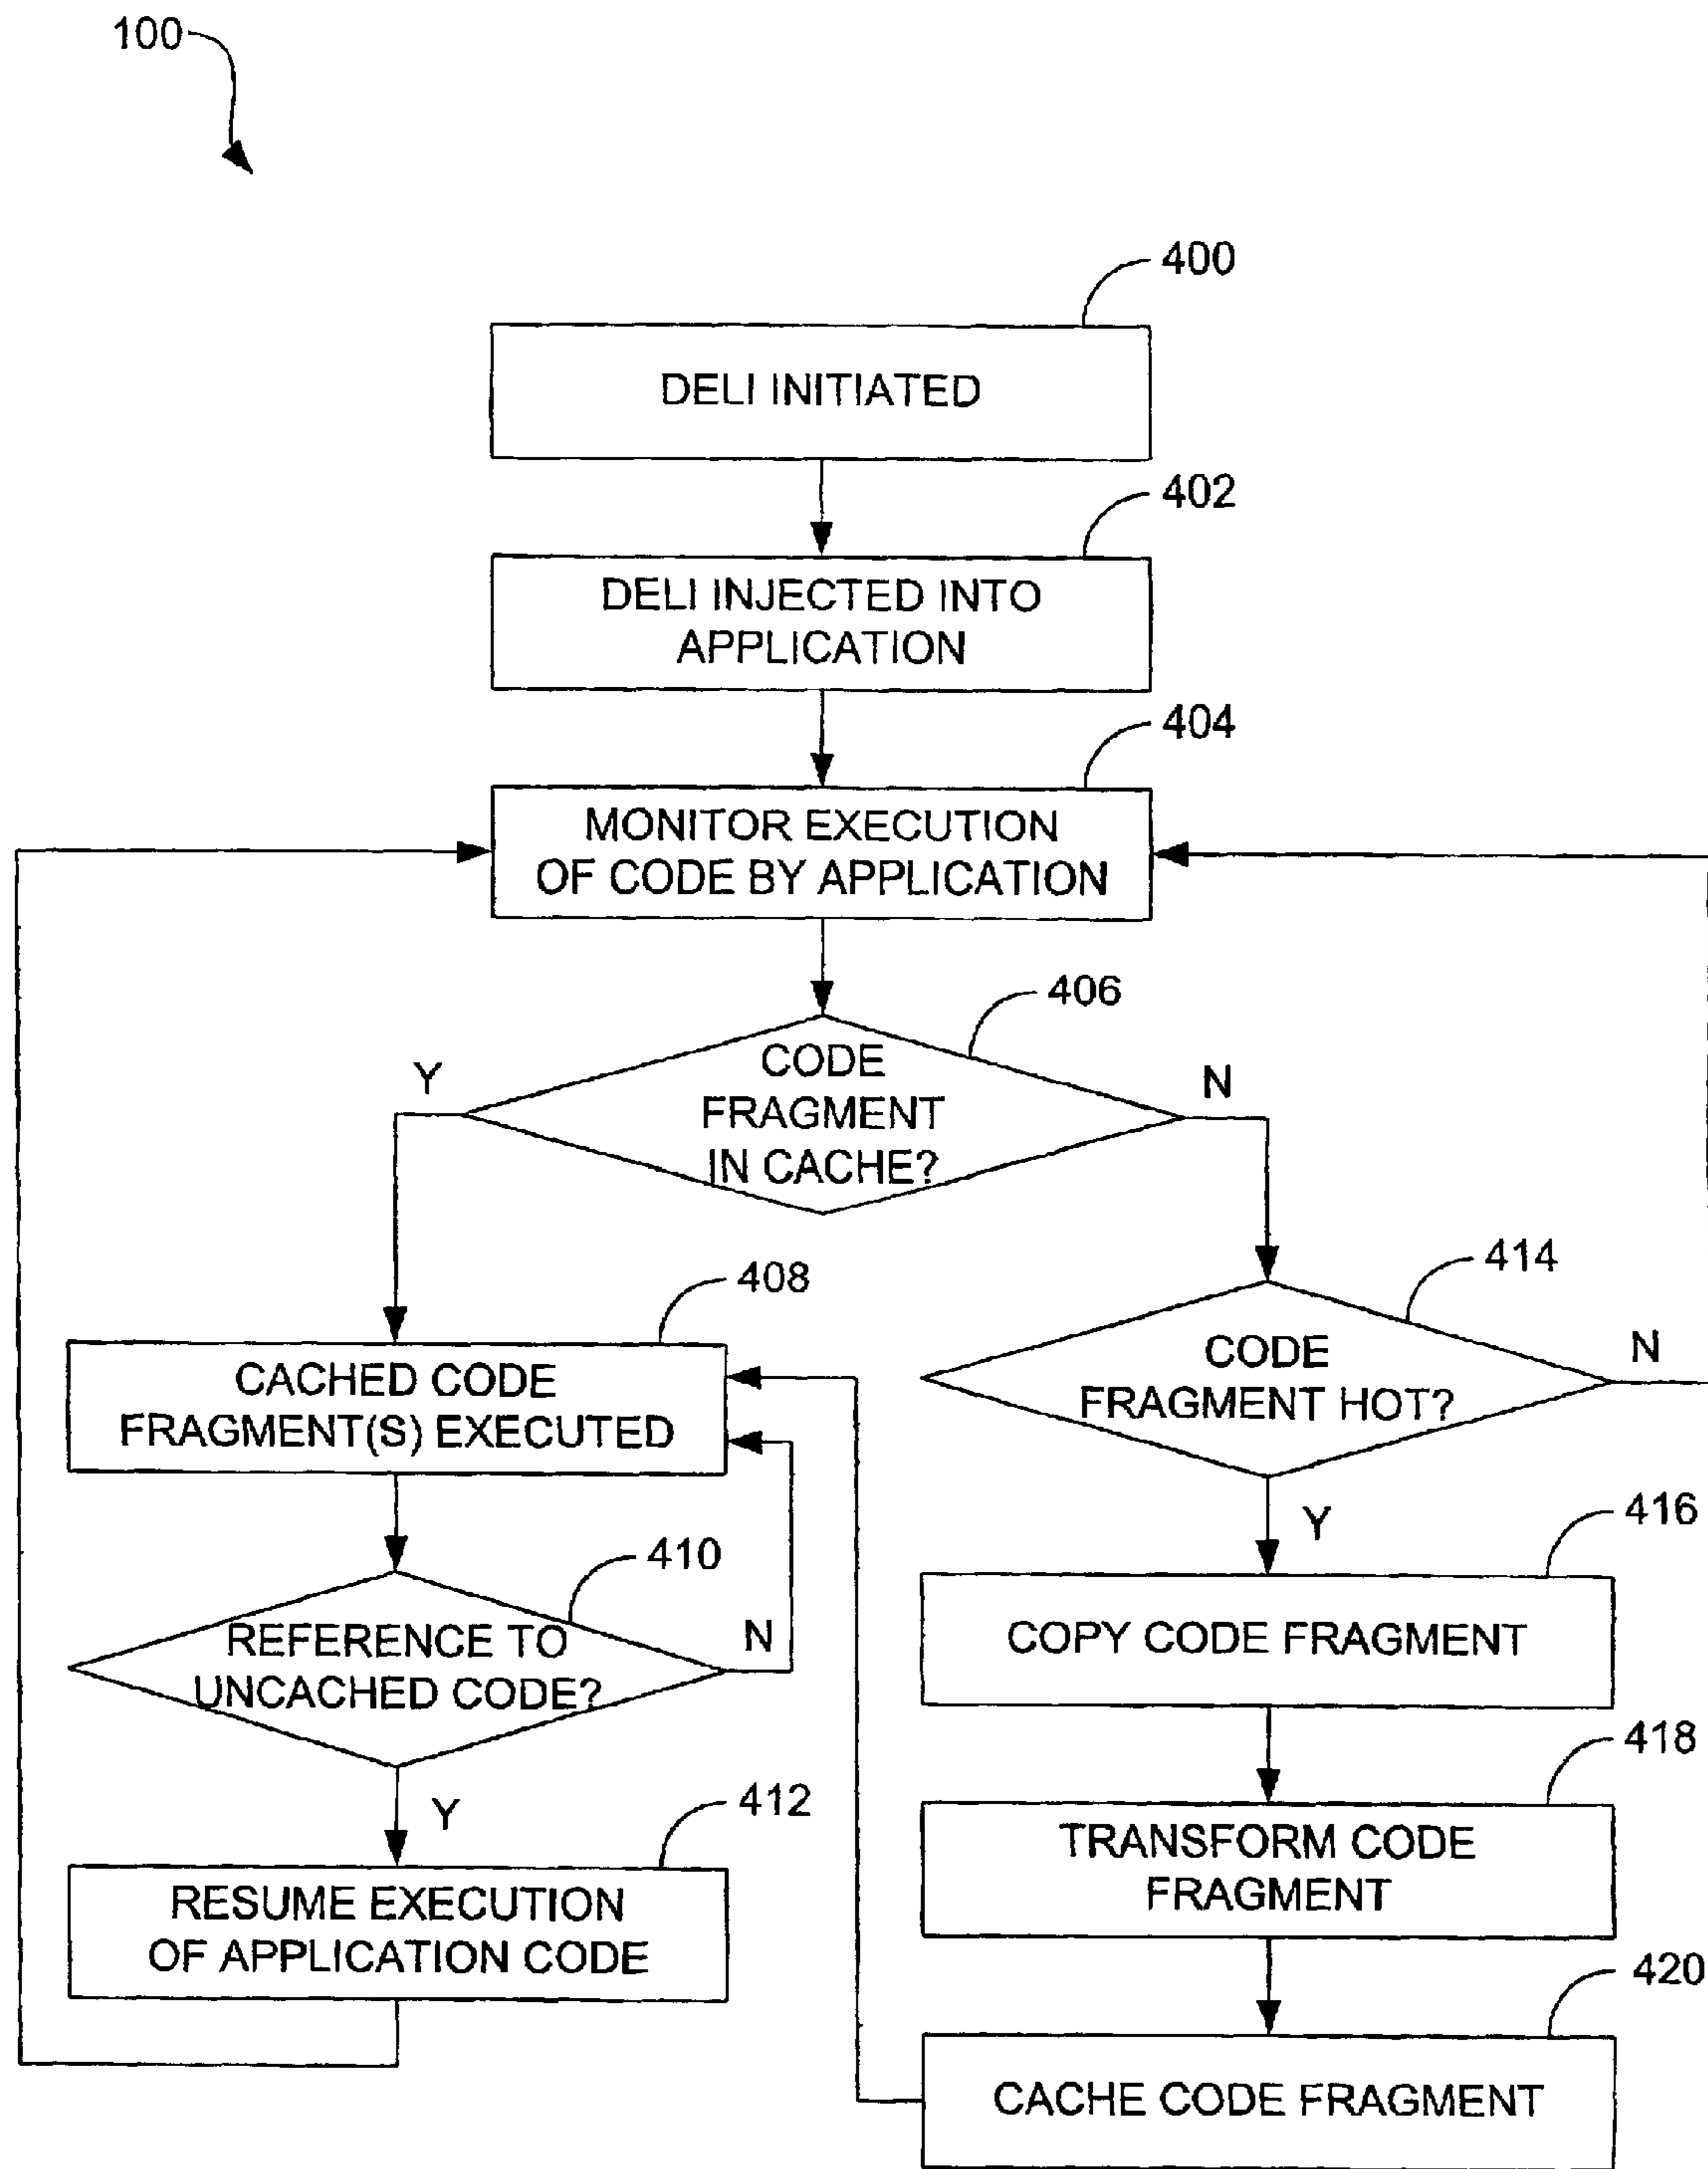 100
400
DELI INITIATED
402
DELI INJECTED INTO
APPLICATION
404
MONITOR EXECUTION
OF CODE BY APPLICATION
406
CODE
FRAGMENT
IN CACHE?
Y
N
408
CACHED CODE
FRAGMENT(S) EXECUTED
414
CODE
FRAGMENT HOT?
N
Y
410
REFERENCE TO
UNCACHED CODE?
N
Y
416
COPY CODE FRAGMENT
418
TRANSFORM CODE
FRAGMENT
412
RESUME EXECUTION
OF APPLICATION CODE
420
CACHE CODE FRAGMENT